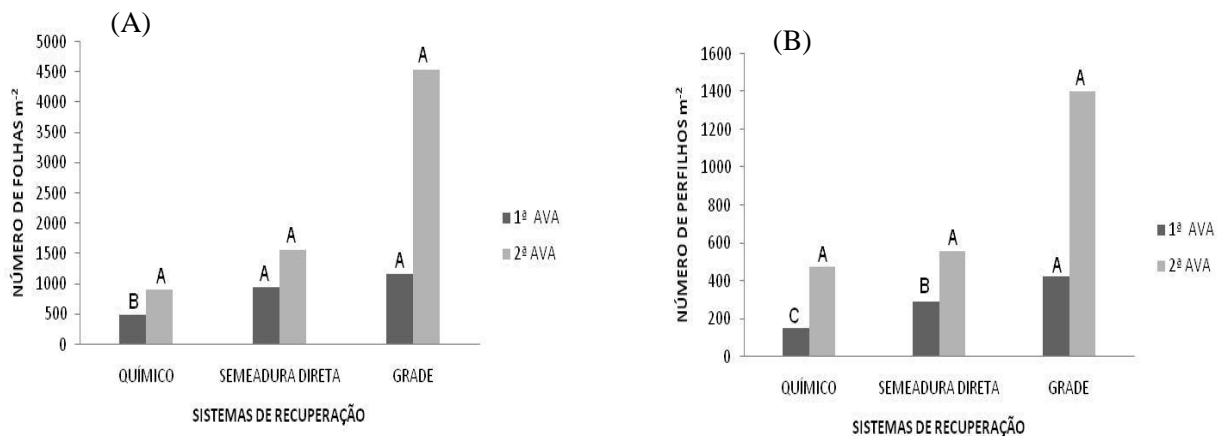 (A)
NÚMERO DE FOLHAS m⁻²
5000
4500
4000
3500
3000
2500
2000
1500
1000
500
0
B
A
A
A
A
A
QUÍMICO
SEMEADURA DIRETA
GRADE
SISTEMAS DE RECUPERAÇÃO
1ª AVA
2ª AVA
(B)
NÚMERO DE PERFILHOS m⁻²
1600
1400
1200
1000
800
600
400
200
0
C
A
B
A
A
A
QUÍMICO
SEMEADURA DIRETA
GRADE
SISTEMAS DE RECUPERAÇÃO
1ª AVA
2ª AVA